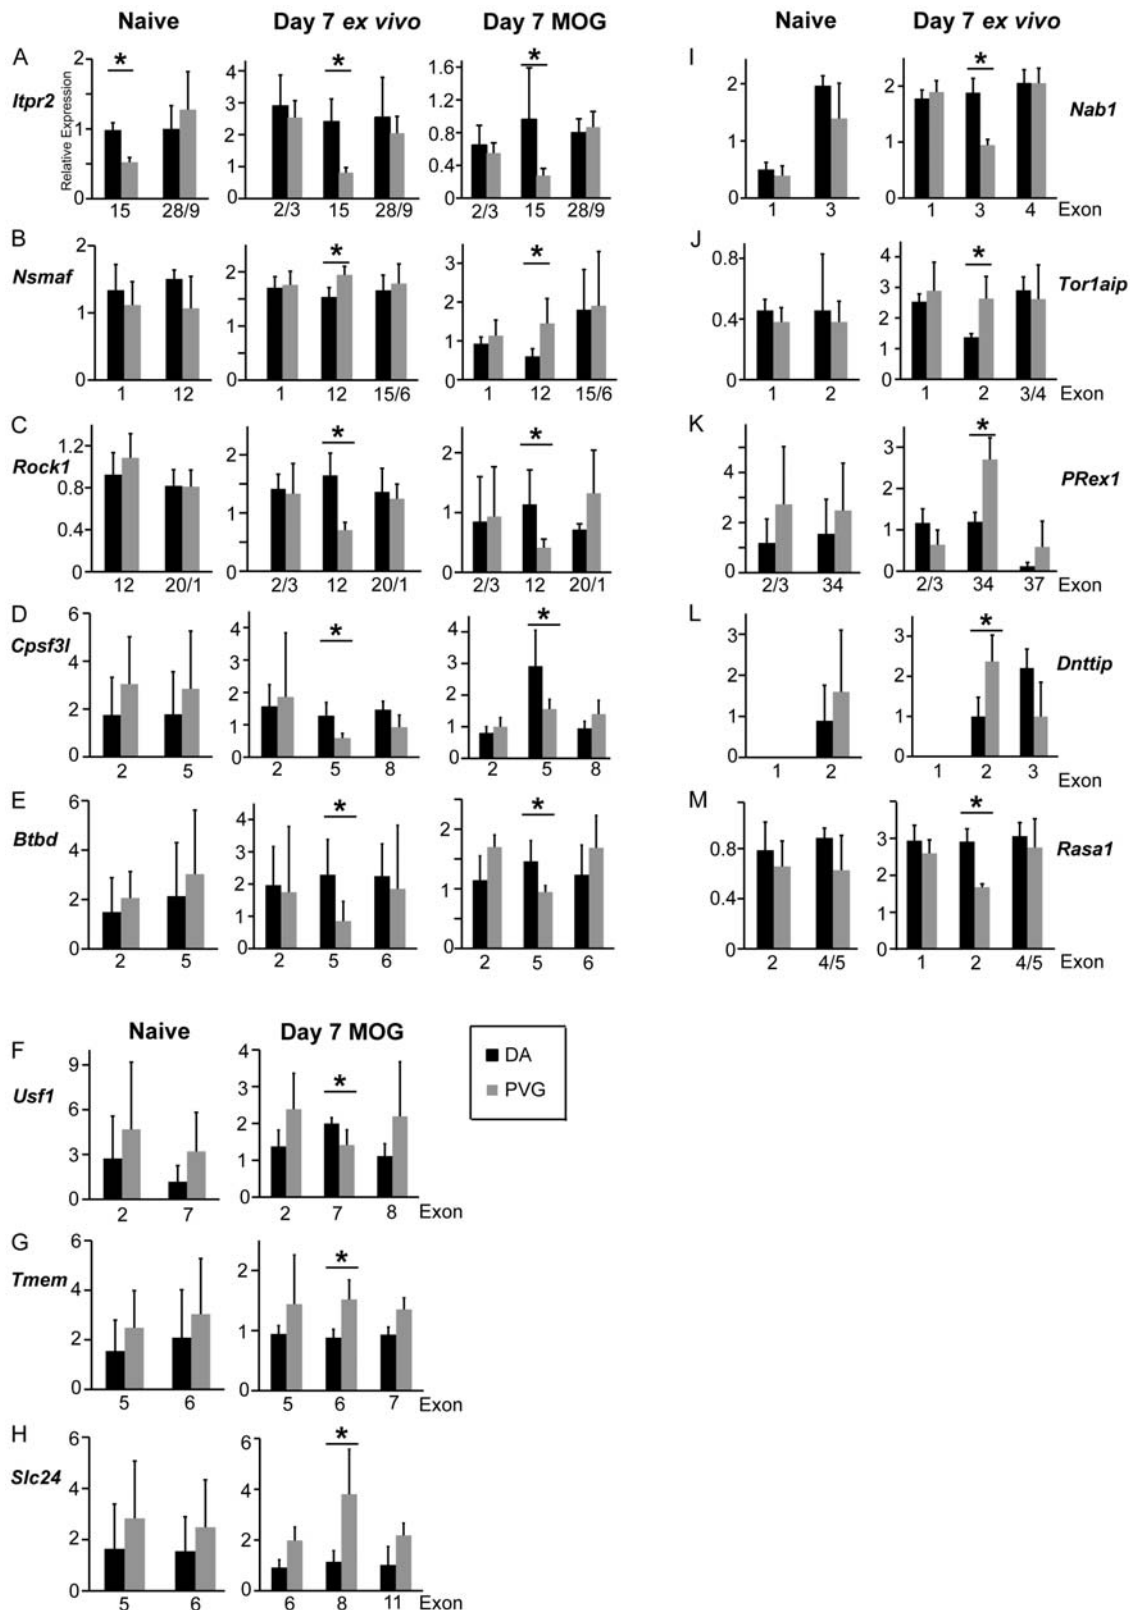 Naive Day 7 ex vivo Day 7 MOG Naive Day 7 ex vivo
A
Itpr2
Relative Expression
2 1 0
15 28/9
*
4 3 2 1 0
2/3 15 28/9
*
1.6 1.2 0.8 0.4 0
2/3 15 28/9
*
B
Nsmaf
2 1 0
1 12
2 1 0
1 12 15/6
*
3 2 1 0
1 12 15/6
*
C
Rock1
1.2 0.8 0.4 0
12 20/1
2 1 0
2/3 12 20/1
*
2 1 0
2/3 12 20/1
*
D
Cpsf3l
6 4 2 0
2 5
4 3 2 1 0
2 5 8
*
4 3 2 1 0
2 5 8
*
E
Btbd
6 4 2 0
2 5
4 3 2 1 0
2 5 6
*
2 1 0
2 5 6
*
I
Nab1
2 1 0
1 3
2 1 0
1 3 4 Exon
*
J
Tor1aip
0.8 0.4 0
1 2
4 3 2 1 0
1 2 3/4 Exon
*
K
PRex1
4 2 0
2/3 34
3 2 1 0
2/3 34 37 Exon
*
L
Dnttip
3 2 1 0
1 2
3 2 1 0
1 2 3 Exon
*
M
Rasa1
0.8 0.4 0
2 4/5
3 2 1 0
1 2 4/5 Exon
*
Naive Day 7 MOG
DA
PVG
F
Usf1
9 6 3 0
2 7
4 3 2 1 0
2 7 8 Exon
*
G
Tmem
6 4 2 0
5 6
2 1 0
5 6 7 Exon
*
H
Slc24
6 4 2 0
5 6
6 4 2 0
6 8 11 Exon
*